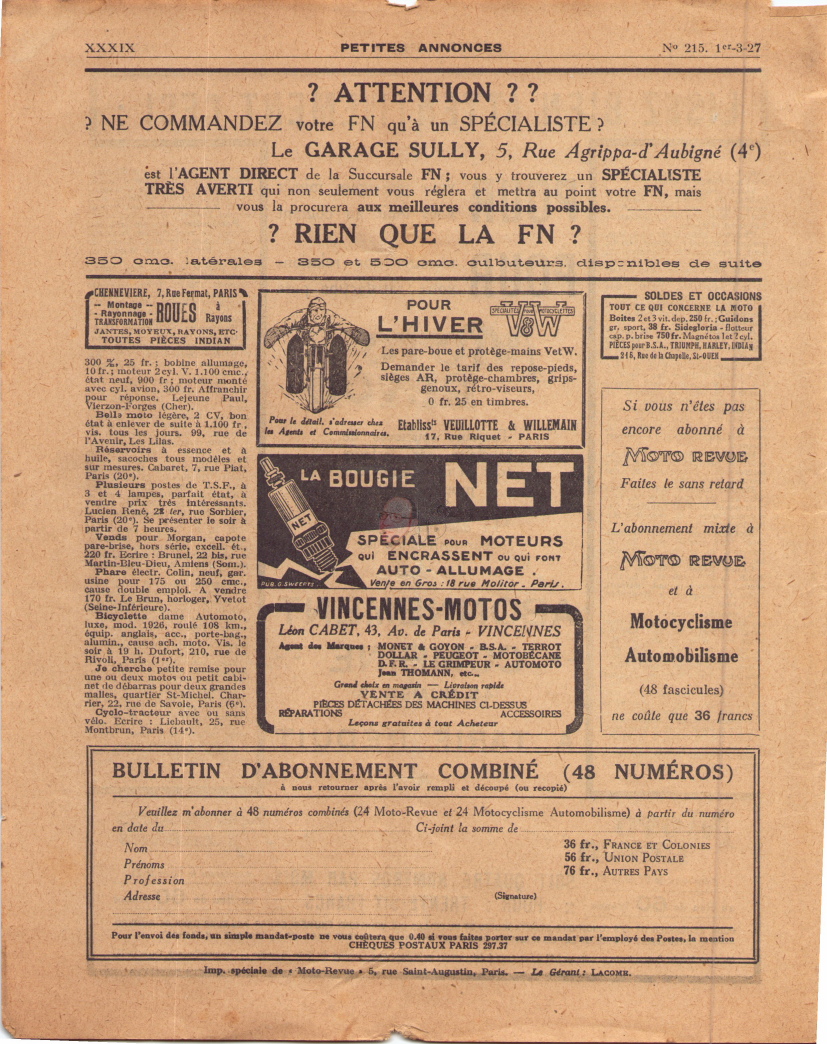 XXXIX
PETITES ANNONCES
No 215. 1er-3-27
? ATTENTION ? ?
? NE COMMANDEZ votre FN qu'à un SPÉCIALISTE ?
Le GARAGE SULLY, 5, Rue Agrippa-d'Aubigné (4e)
est l'AGENT DIRECT de la Succursale FN ; vous y trouverez un SPÉCIALISTE
TRÈS AVERTI qui non seulement vous réglera et mettra au point votre FN, mais
vous la procurera aux meilleures conditions possibles.
? RIEN QUE LA FN ?
350 cmc. latérales – 350 et 500 cmc. culbuteurs, disponibles de suite
CHENNEVIERE, 7, Rue Fermat, PARIS
-- Montage --
- Rayonnage -
TRANSFORMATION
ROUES
à
Rayons
JANTES, MOYEUX, RAYONS, ETC·
TOUTES PIÈCES INDIAN
300 %, 25 fr. ; bobine allumage,
10 fr.; moteur 2 cyl. V. 1.100 cmc.,
état neuf, 900 fr ; moteur monté
avec cyl. avion, 300 fr. Affranchir
pour réponse. Lejeune Paul,
Vierzon-Forges (Cher).
Belle moto légère, 2 CV, bon
état à enlever de suite à 1.100 fr.,
vis. tous les jours. 99, rue de
l'Avenir, Les Lilas.
Réservoirs à essence et à
huile, sacoches tous modèles et
sur mesures. Cabaret, 7, rue Piat,
Paris (20e).
Plusieurs postes de T.S.F., à
3 et 4 lampes, parfait état, à
vendre prix très intéressants.
Lucien René, 28 ter, rue Sorbier,
Paris (20e). Se présenter le soir à
partir de 7 heures.
Vends pour Morgan, capote
pare-brise, hors série, excell. ét.,
220 fr. Ecrire : Brunel, 22 bis, rue
Martin-Bleu-Dieu, Amiens (Som.).
Phare électr. Colin, neuf, gar.
usine pour 175 ou 250 cmc.,
cause double emploi. A vendre
170 fr. Le Brun, horloger, Yvetot
(Seine-Inférieure).
Bicyclette dame Automoto,
luxe, mod. 1926, roulé 108 km.,
équip. anglais, acc., porte-bag.,
alumin., cause ach. moto. Vis. le
soir à 19 h. Dufort, 210, rue de
Rivoli, Paris (1er).
Je cherche petite remise pour
une ou deux motos ou petit cabi-
net de débarras pour deux grandes
malles, quartier St-Michel. Char-
rier, 22, rue de Savoie, Paris (6e).
Cyclo-tracteur avec ou sans
vélo. Ecrire : Liebault, 25, rue
Montbrun, Paris (14e).
POUR
L'HIVER
SPÉCIALITÉS POUR MOTOCYCLETTES
V&W
Les pare-boue et protège-mains VetW.
Demander le tarif des repose-pieds,
sièges AR, protège-chambres, grips-
genoux, rétro-viseurs,
0 fr. 25 en timbres.
Pour le détail, s'adresser chez
les Agents et Commissionnaires.
Etablissts VEUILLOTTE & WILLEMAIN
17, Rue Riquet - PARIS
LA BOUGIE NET
NET
SPÉCIALE POUR MOTEURS
QUI ENCRASSENT OU QUI FONT
AUTO - ALLUMAGE .
Vente en Gros : 18 rue Molitor . Paris.
PUB. G. SWEERTS
VINCENNES-MOTOS
Léon CABET, 43, Av. de Paris - VINCENNES
Agent des Marques : MONET & GOYON - B.S.A. - TERROT
DOLLAR - PEUGEOT - MOTOBÉCANE
D.F.R. - LE GRIMPEUR - AUTOMOTO
Jean THOMANN, etc..
Grand choix en magasin — Livraison rapide
VENTE A CRÉDIT
PIÈCES DÉTACHÉES DES MACHINES CI-DESSUS
RÉPARATIONS ACCESSOIRES
Leçons gratuites à tout Acheteur
SOLDES ET OCCASIONS
TOUT CE QUI CONCERNE LA MOTO
Boites 2 et 3 vit. dep. 250 fr. ; Guidons
gr. sport, 38 fr. Sidegloria - flotteur
cap. p. brise 750 fr. Magnétos 1 et 2 cyl.
PIÈCES pour B.S.A., TRIUMPH, HARLEY, INDIAN
216, Rue de la Chapelle, St-OUEN
Si vous n'êtes pas
encore abonné à
MOTO REVUE
Faites le sans retard
L'abonnement mixte à
MOTO REVUE
et à
Motocyclisme
Automobilisme
(48 fascicules)
ne coûte que 36 francs
BULLETIN D'ABONNEMENT COMBINÉ (48 NUMÉROS)
à nous retourner après l'avoir rempli et découpé (ou recopié)
Veuillez m'abonner à 48 numéros combinés (24 Moto-Revue et 24 Motocyclisme Automobilisme) à partir du numéro
en date du Ci-joint la somme de
Nom
Prénoms
Profession
Adresse
36 fr., FRANCE ET COLONIES
56 fr., UNION POSTALE
76 fr., AUTRES PAYS
(Signature)
Pour l'envoi des fonds, un simple mandat-poste ne vous coûtera que 0.40 si vous faites porter sur ce mandat par l'employé des Postes, la mention
CHÈQUES POSTAUX PARIS 297.37
Imp. spéciale de « Moto-Revue » 5, rue Saint-Augustin, Paris. — Le Gérant : LACOME.